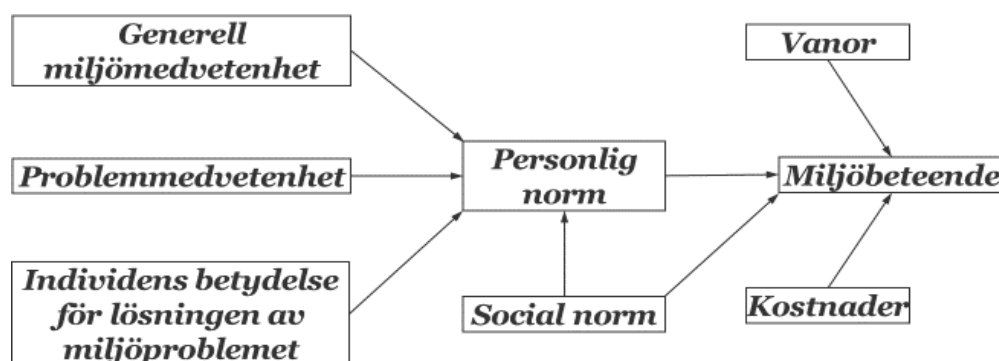 Generell
miljömedvetenhet
Problemmedvetenhet
Individens betydelse
för lösningen av
miljöproblemet
Personlig
norm
Social norm
Vanor
Miljöbeteende
Kostnader